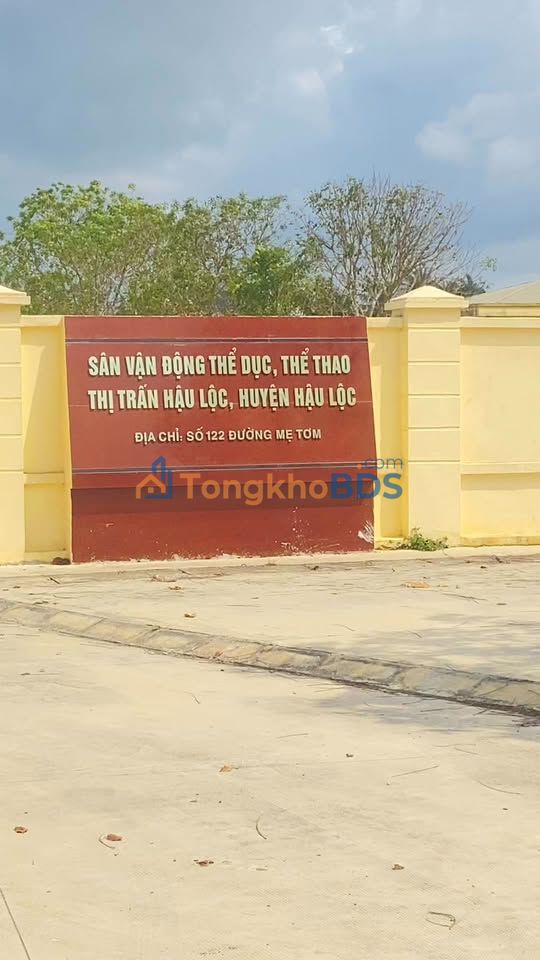 SÂN VẬN ĐỘNG THỂ DỤC, THỂ THAO
THỊ TRẤN HẬU LỘC, HUYỆN HẬU LỘC
ĐỊA CHỈ: SỐ 122 ĐƯỜNG MẸ TƠM
TongkhoBDS.com